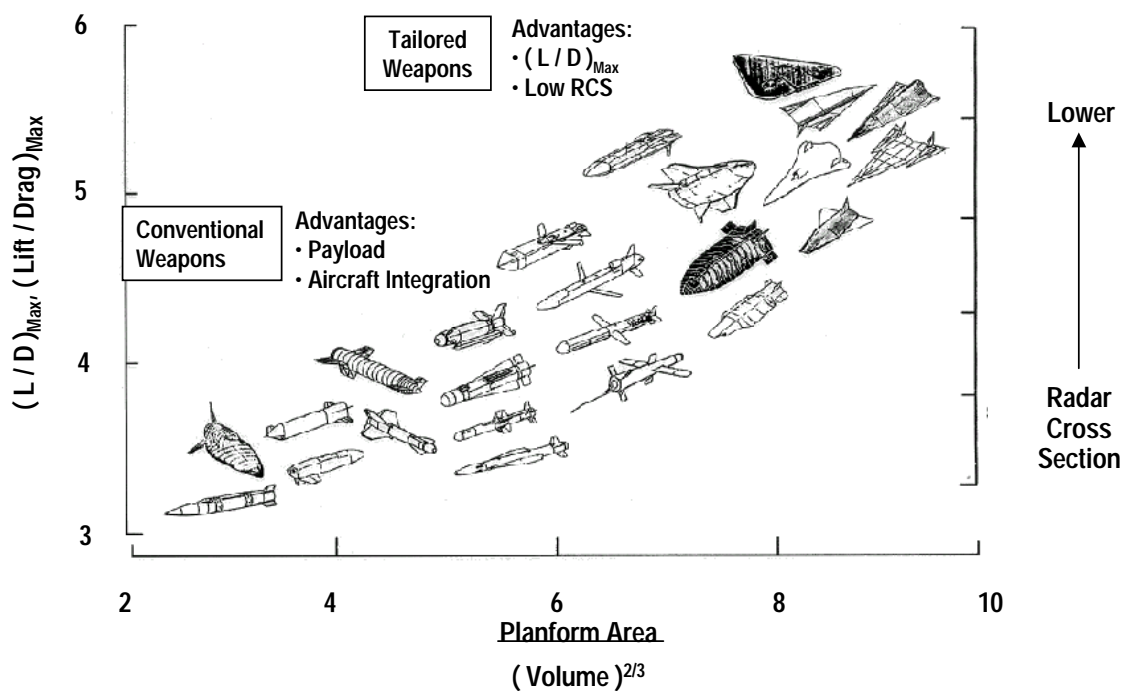 6
Tailored
Weapons
Advantages:
• ( L / D )Max
• Low RCS
Lower
5
Conventional
Weapons
Advantages:
• Payload
• Aircraft Integration
( L / D )Max, ( Lift / Drag )Max
4
Radar
Cross
Section
3
2 4 6 8 10
Planform Area
( Volume )2/3